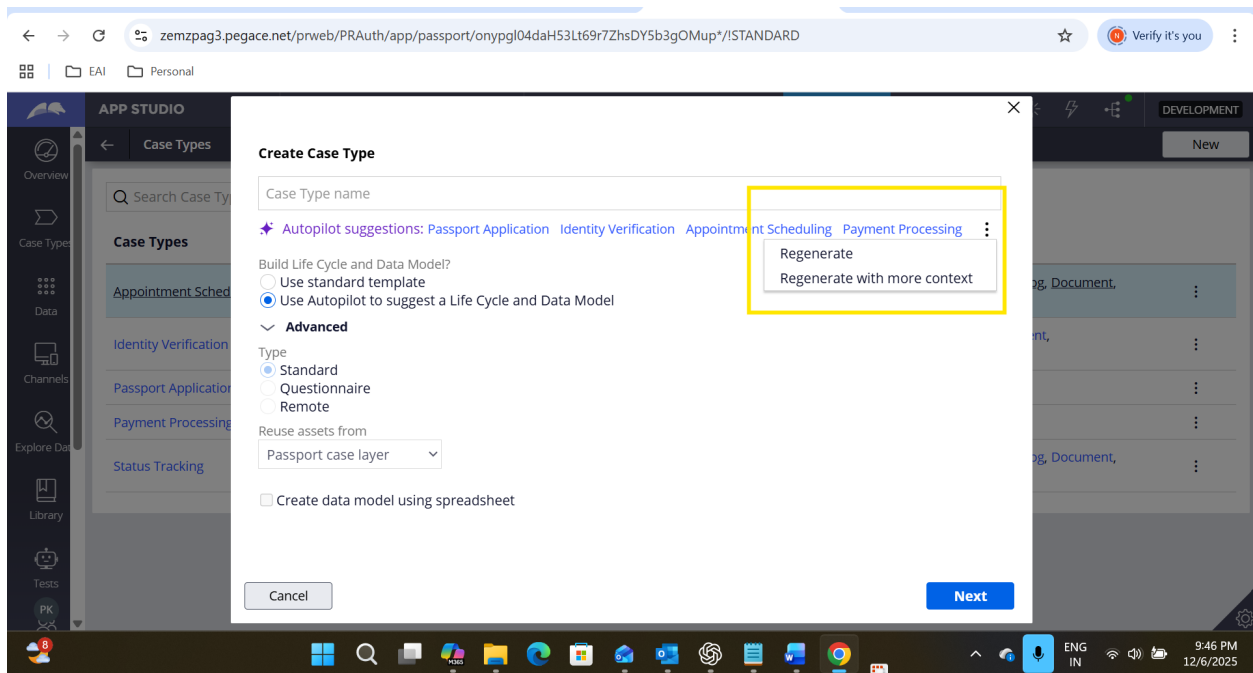 zemzpag3.pegace.net/prweb/PRAuth/app/passport/onypgl04daH53Lt69r7ZhsDY5b3gOMup*/!STANDARD
N
Verify it's you
EAI
Personal
APP STUDIO
DEVELOPMENT
Case Types
New
Overview
Case Types
Data
Channels
Explore Dat
Library
Tests
PK
Search Case Ty
Case Types
Appointment Sched
Identity Verification
Passport Application
Payment Processing
Status Tracking
Create Case Type
Case Type name
Autopilot suggestions: Passport Application Identity Verification Appointment Scheduling Payment Processing
Regenerate
Regenerate with more context
Build Life Cycle and Data Model?
Use standard template
Use Autopilot to suggest a Life Cycle and Data Model
Advanced
Type
Standard
Questionnaire
Remote
Reuse assets from
Passport case layer
Create data model using spreadsheet
Cancel
Next
og, Document,
ent,
og, Document,
8
M365
ENG
IN
9:46 PM
12/6/2025